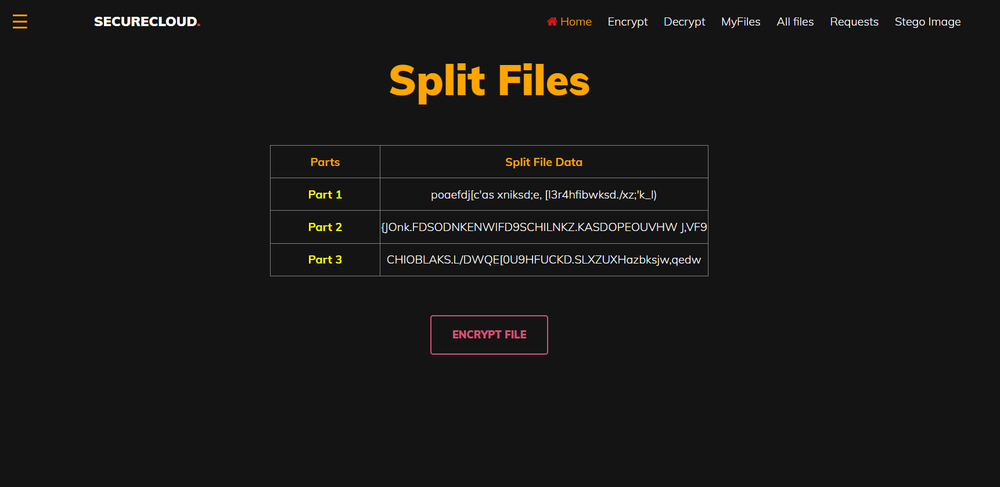 SECURECLOUD.
Home Encrypt Decrypt MyFiles All files Requests Stego Image
Split Files
Parts Split File Data
Part 1 poaefdj[c'as xniksd;e, [l3r4hfibwksd./xz;'k_l)
Part 2 {JOnk.FDSODNKENWIFD9SCHILNKZ.KASDOPEOUVHW J,VF9
Part 3 CHIOBLAKS.L/DWQE[0U9HFUCKD.SLXZUXHazbksjw,qedw
ENCRYPT FILE